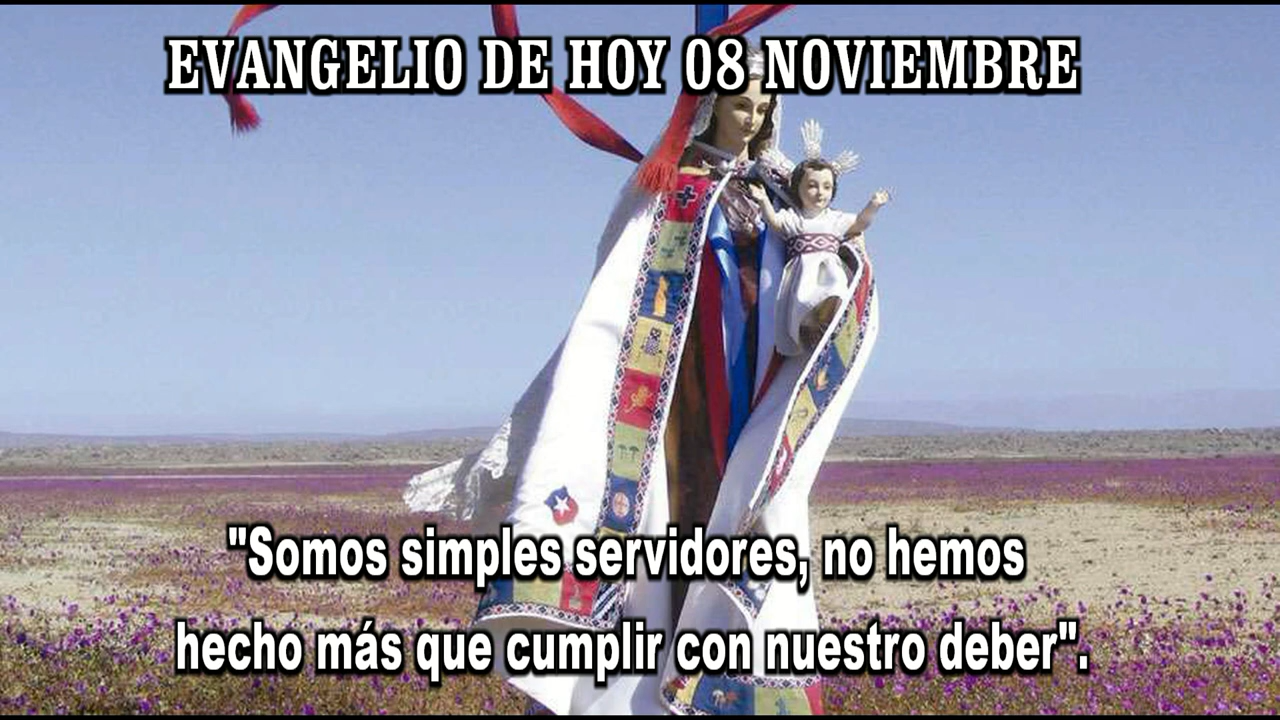 EVANGELIO DE HOY 08 NOVIEMBRE
"Somos simples servidores, no hemos
hecho más que cumplir con nuestro deber".